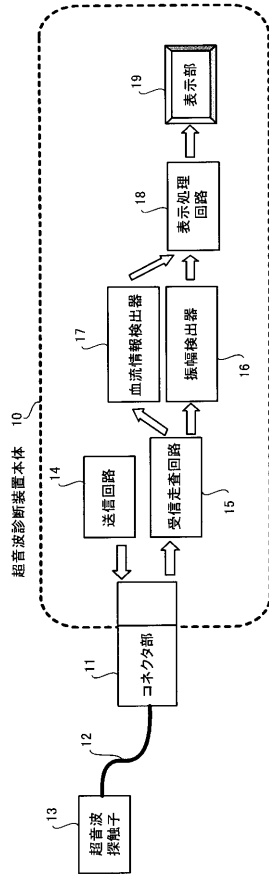 超音波診断装置本体
10
13
超音波
探触子
12
11
コネクタ部
14
送信回路
受信走査回路
15
17
血流情報検出器
振幅検出器
16
18
表示処理
回路
19
表示部